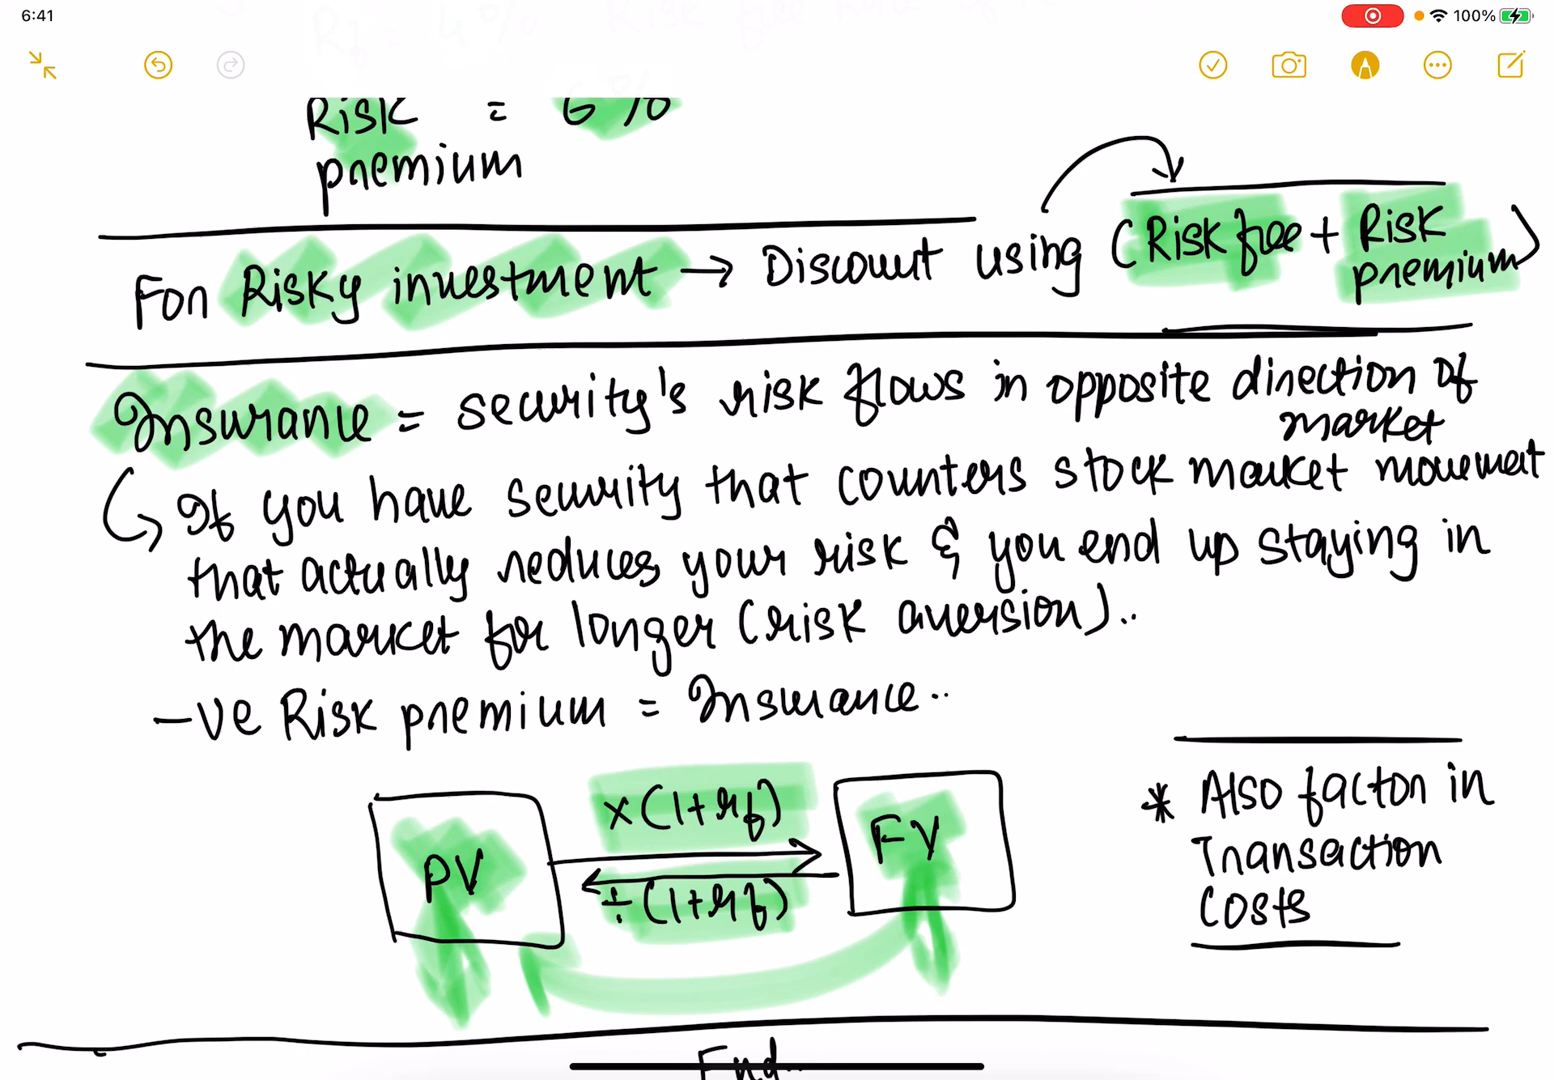 6:41
100%
Risk = 6%
premium
For Risky investment → Discount using (Risk free + Risk premium)
Insurance = security's risk flows in opposite direction of market
If you have security that counters stock market movement
that actually reduces your risk & you end up staying in
the market for longer (risk aversion)..
-ve Risk premium = Insurance..
PV
×(1+rf)
÷(1+rf)
FV
* Also factor in
Transaction
Costs
End..